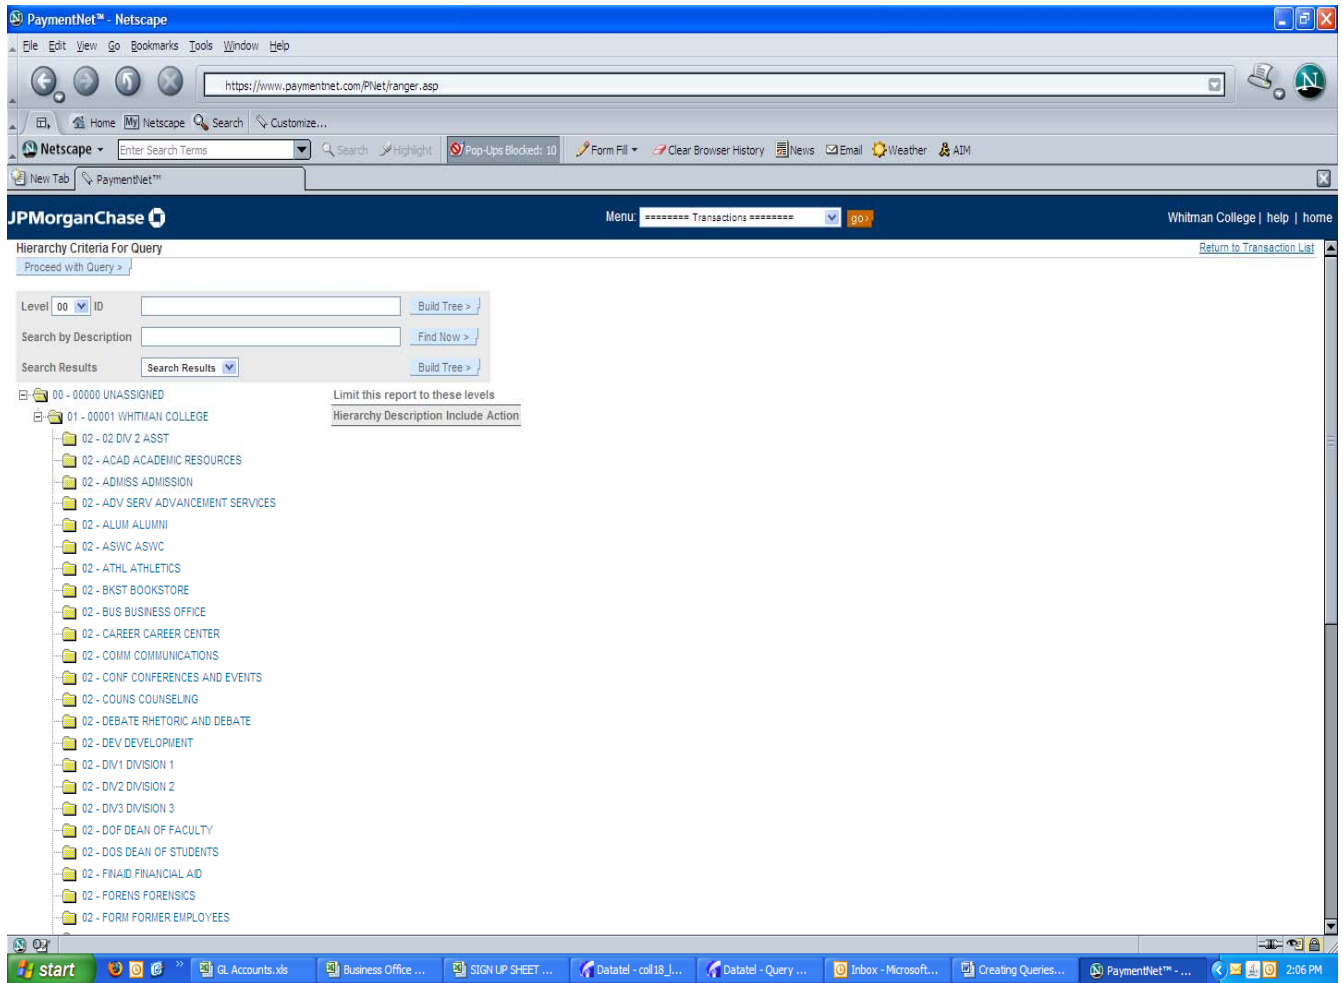 PaymentNet™ - Netscape
File Edit View Go Bookmarks Tools Window Help
https://www.paymentnet.com/PNet/ranger.asp
N
Home My Netscape Search Customize...
Netscape Enter Search Terms Search Highlight Pop-Ups Blocked: 10 Form Fill Clear Browser History News Email Weather AIM
New Tab PaymentNet™
JPMorganChase Menu: ======== Transactions ======== go> Whitman College | help | home
Hierarchy Criteria For Query Return to Transaction List
Proceed with Query >
Level 00 ID Build Tree >
Search by Description Find Now >
Search Results Search Results Build Tree >
00 - 00000 UNASSIGNED Limit this report to these levels
01 - 00001 WHITMAN COLLEGE Hierarchy Description Include Action
02 - 02 DIV 2 ASST
02 - ACAD ACADEMIC RESOURCES
02 - ADMISS ADMISSION
02 - ADV SERV ADVANCEMENT SERVICES
02 - ALUM ALUMNI
02 - ASWC ASWC
02 - ATHL ATHLETICS
02 - BKST BOOKSTORE
02 - BUS BUSINESS OFFICE
02 - CAREER CAREER CENTER
02 - COMM COMMUNICATIONS
02 - CONF CONFERENCES AND EVENTS
02 - COUNS COUNSELING
02 - DEBATE RHETORIC AND DEBATE
02 - DEV DEVELOPMENT
02 - DIV1 DIVISION 1
02 - DIV2 DIVISION 2
02 - DIV3 DIVISION 3
02 - DOF DEAN OF FACULTY
02 - DOS DEAN OF STUDENTS
02 - FINAID FINANCIAL AID
02 - FORENS FORENSICS
02 - FORM FORMER EMPLOYEES
start GL Accounts.xls Business Office ... SIGN UP SHEET ... Datatel - coll18_l... Datatel - Query ... Inbox - Microsoft... Creating Queries... PaymentNet™ - ... 2:06 PM